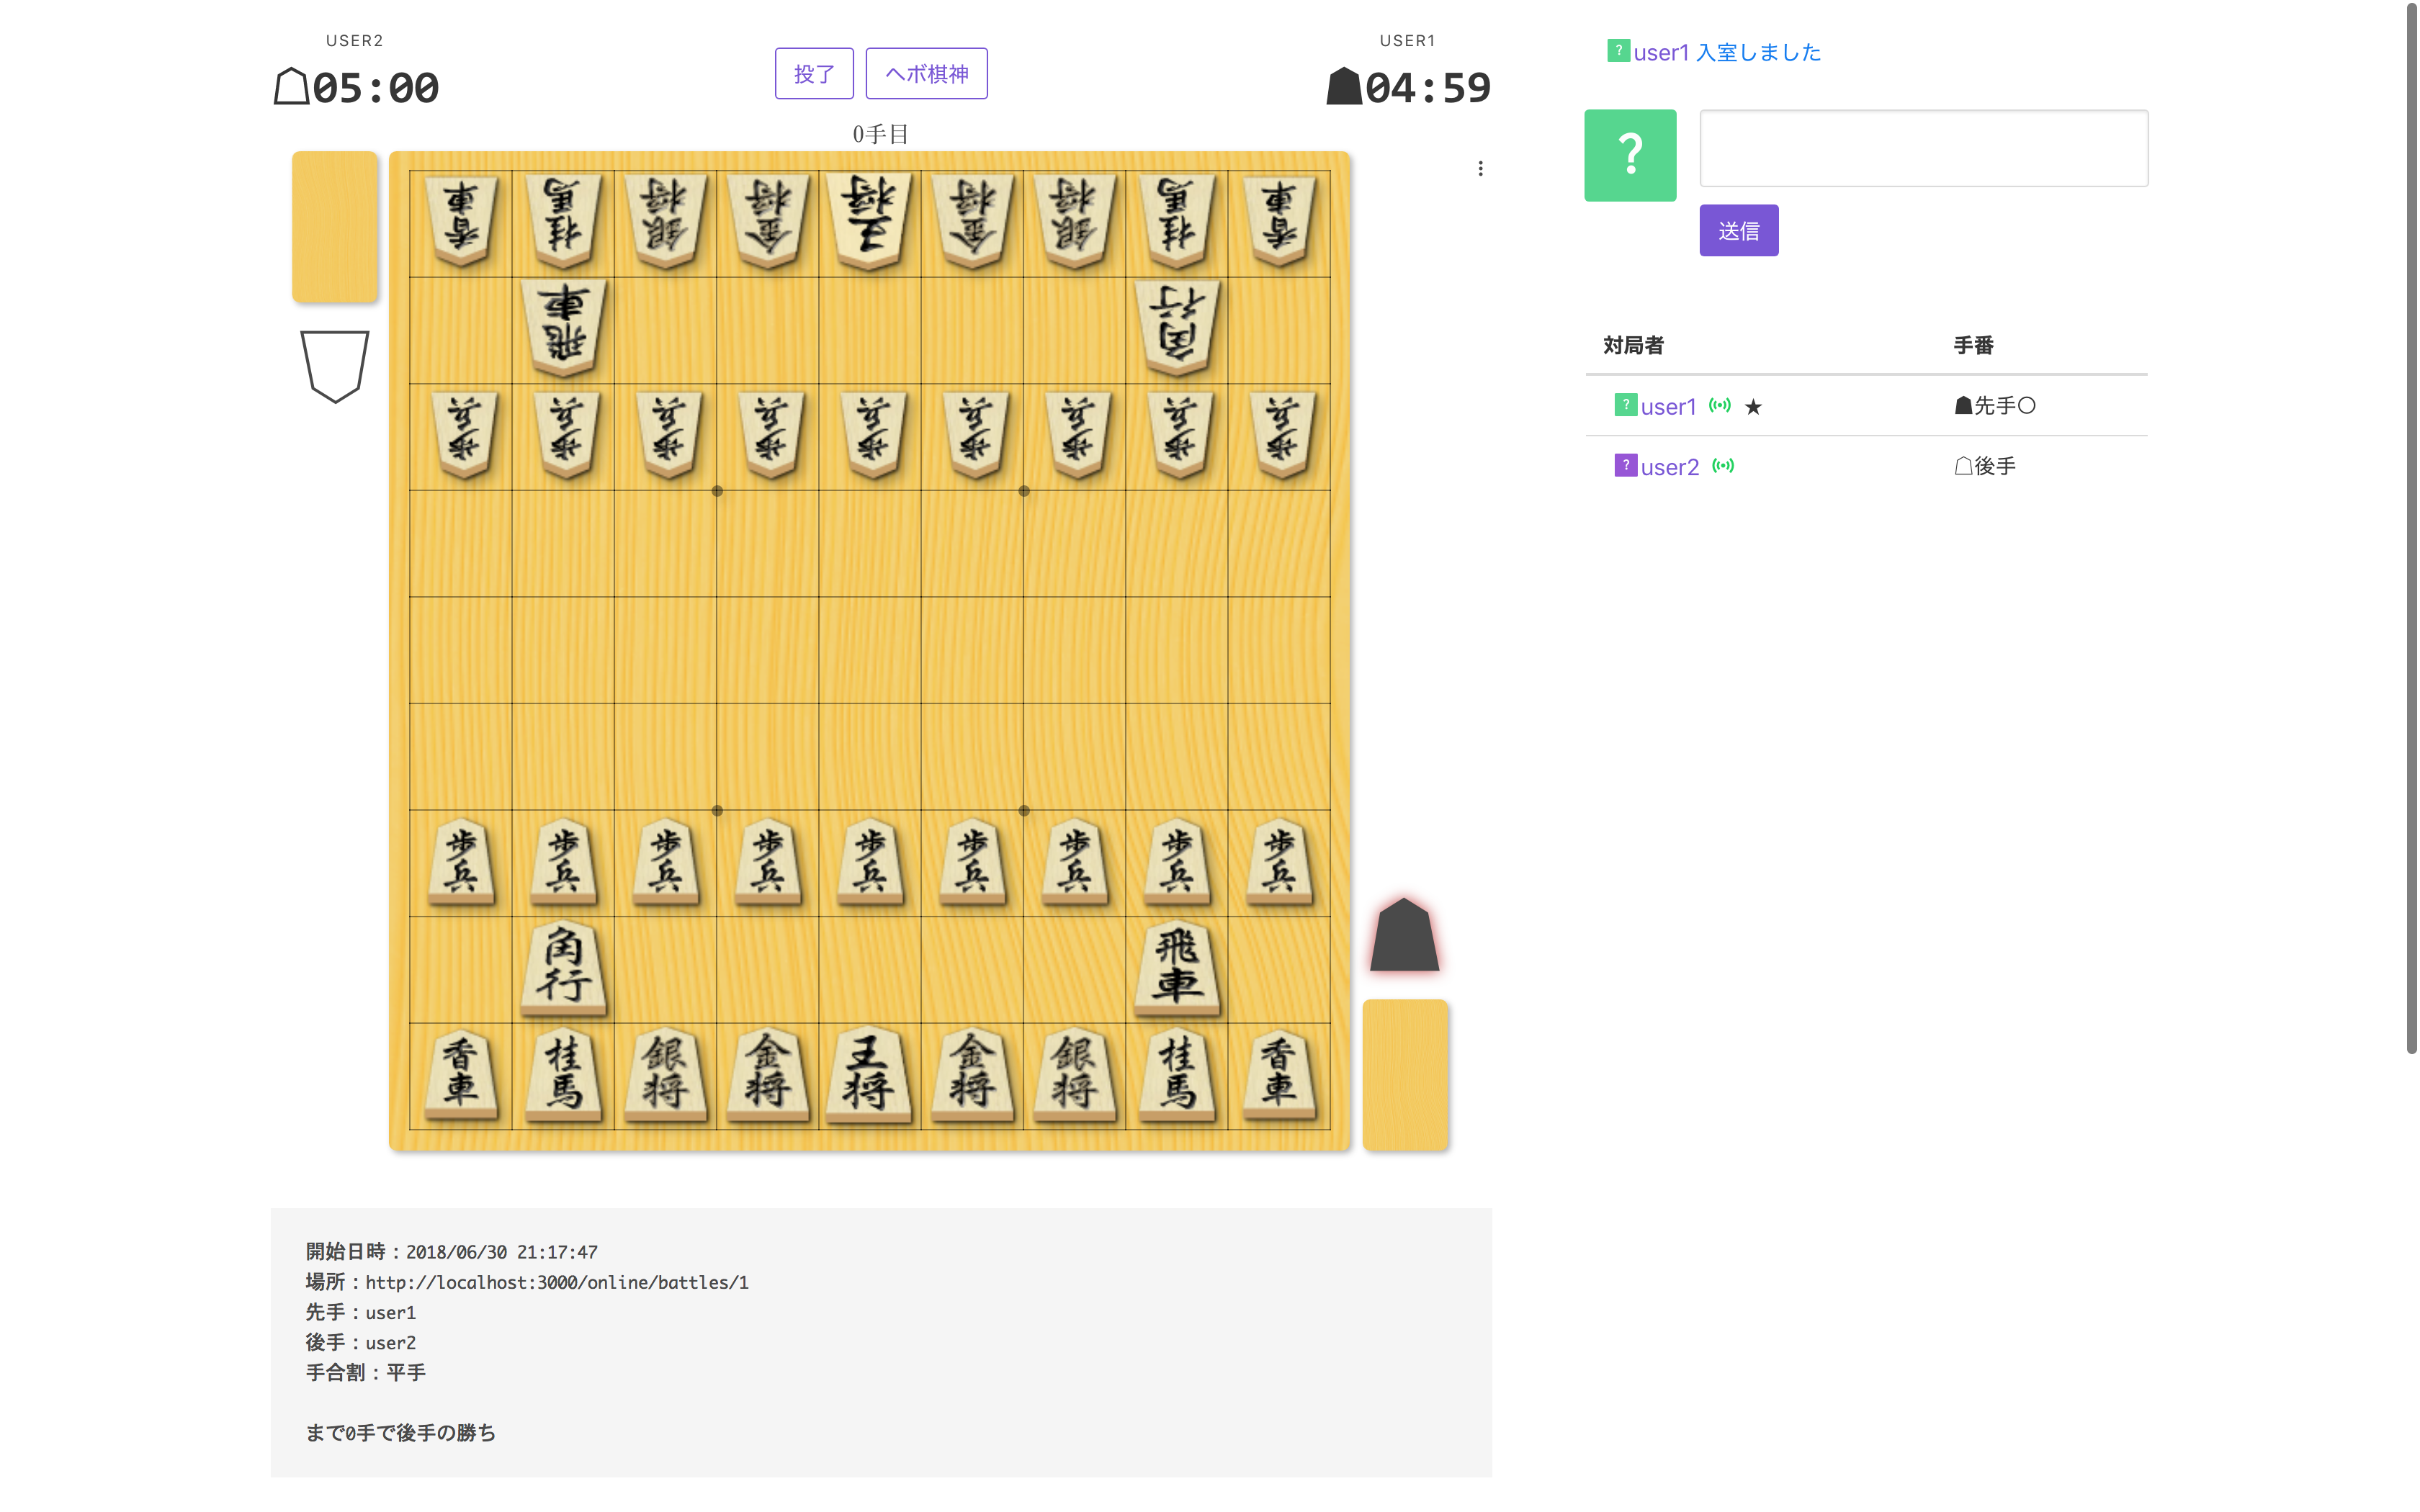 USER2
05:00
投了
ヘボ棋神
USER1
04:59
0手目
香車 桂馬 銀将 金将 王将 金将 銀将 桂馬 香車
飛車 角行
歩兵 歩兵 歩兵 歩兵 歩兵 歩兵 歩兵 歩兵 歩兵
歩兵 歩兵 歩兵 歩兵 歩兵 歩兵 歩兵 歩兵 歩兵
角行 飛車
香車 桂馬 銀将 金将 王将 金将 銀将 桂馬 香車
開始日時：2018/06/30 21:17:47
場所：http://localhost:3000/online/battles/1
先手：user1
後手：user2
手合割：平手
まで0手で後手の勝ち
? user1 入室しました
?
送信
対局者 手番
? user1 ★ ☗先手○
? user2 ☖後手